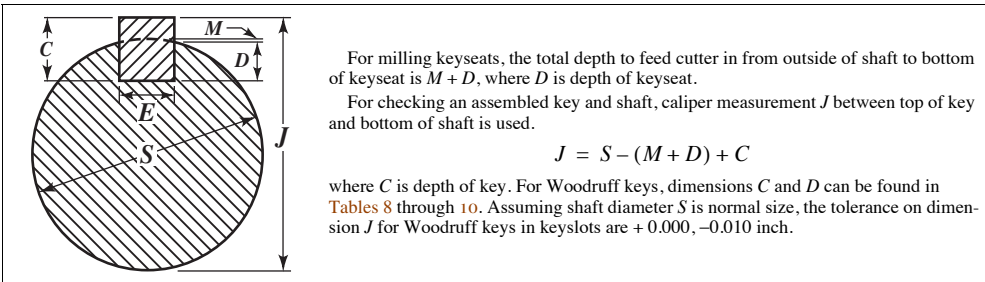 M
C
D
E
J
S
For milling keyseats, the total depth to feed cutter in from outside of shaft to bottom
of keyseat is M + D, where D is depth of keyseat.
For checking an assembled key and shaft, caliper measurement J between top of key
and bottom of shaft is used.
J = S – (M + D) + C
where C is depth of key. For Woodruff keys, dimensions C and D can be found in
Tables 8 through 10. Assuming shaft diameter S is normal size, the tolerance on dimen-
sion J for Woodruff keys in keyslots are + 0.000, –0.010 inch.